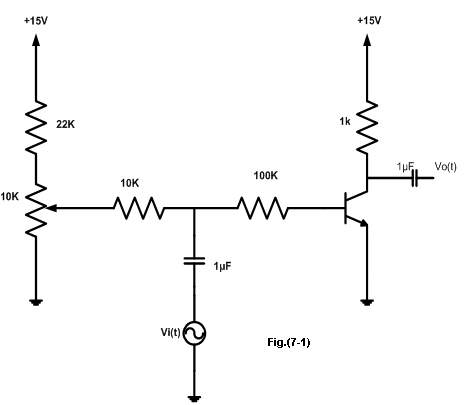 +15V
+15V
22K
1k
10K
10K
100K
1µF
Vo(t)
1µF
Vi(t)
Fig.(7-1)